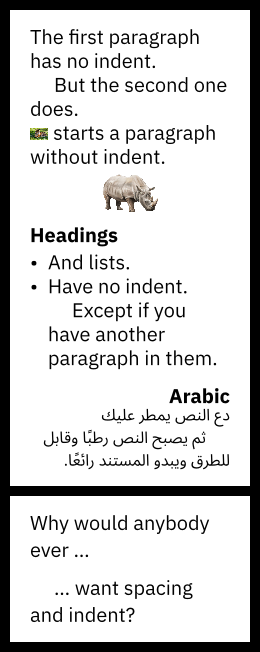 The first paragraph
has no indent.
But the second one
does.
starts a paragraph
without indent.
Headings
• And lists.
• Have no indent.
Except if you
have another
paragraph in them.
Arabic
دع النص يمطر عليك
ثم يصبح النص رطبًا وقابل
للطرق ويبدو المستند رائعًا.
Why would anybody
ever ...
... want spacing
and indent?